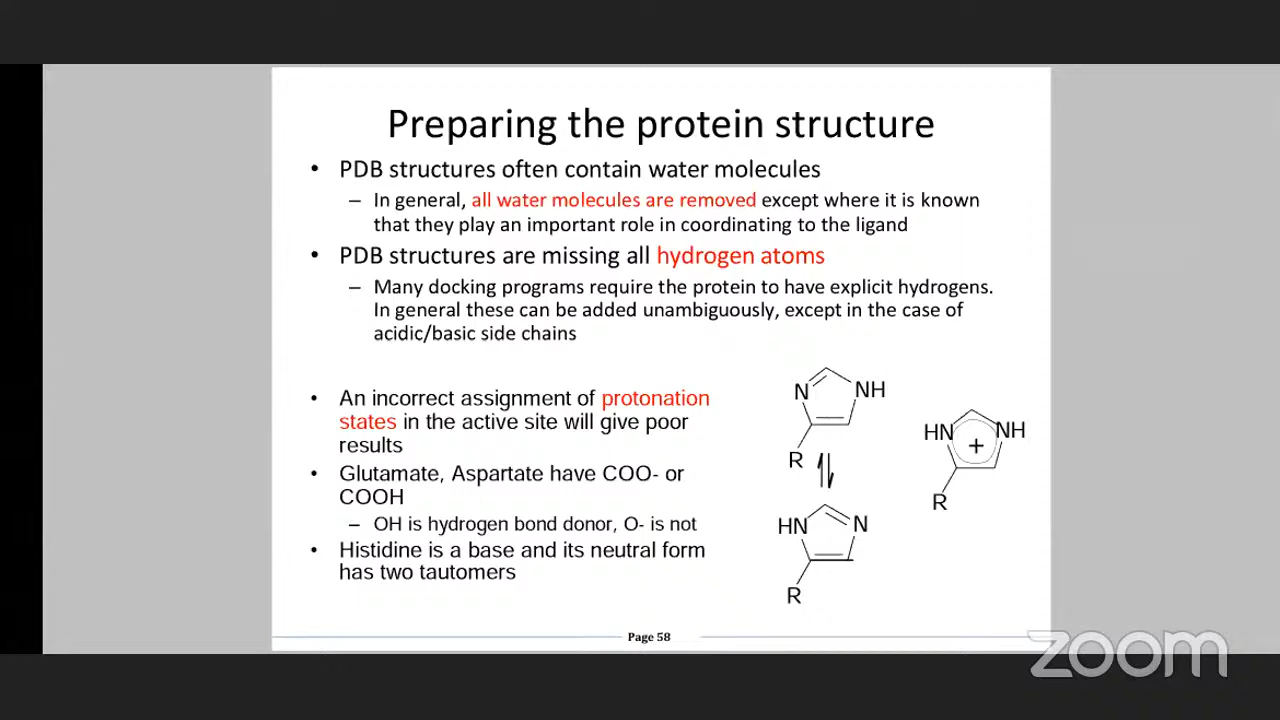 Preparing the protein structure
• PDB structures often contain water molecules
– In general, all water molecules are removed except where it is known
that they play an important role in coordinating to the ligand
• PDB structures are missing all hydrogen atoms
– Many docking programs require the protein to have explicit hydrogens.
In general these can be added unambiguously, except in the case of
acidic/basic side chains
• An incorrect assignment of protonation
states in the active site will give poor
results
• Glutamate, Aspartate have COO- or
COOH
– OH is hydrogen bond donor, O- is not
• Histidine is a base and its neutral form
has two tautomers
N NH
R
HN NH
+
R
HN N
R
Page 58
zoom